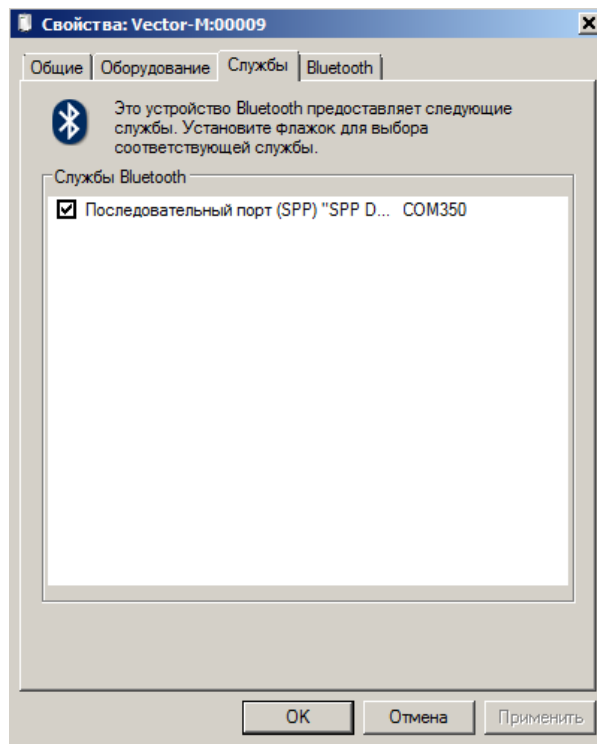 Свойства: Vector-M:00009
Общие Оборудование Службы Bluetooth
Это устройство Bluetooth предоставляет следующие
службы. Установите флажок для выбора
соответствующей службы.
Службы Bluetooth
Последовательный порт (SPP) "SPP D... COM350
OK Отмена Применить